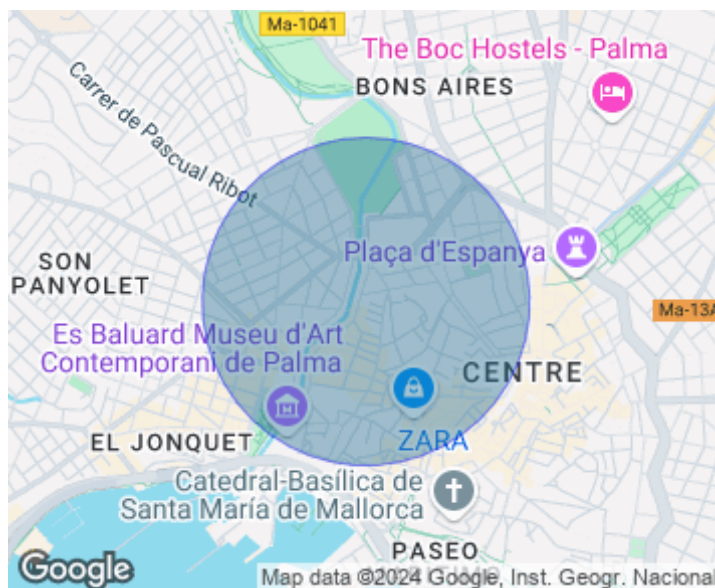 Ma-1041
The Boc Hostels - Palma
BONS AIRES
Carrer de Pascual Ribot
Plaça d'Espanya
SON
PANYOLET
Ma-13A
Es Baluard Museu d'Art
Contemporani de Palma
CENTRE
EL JONQUET
ZARA
Catedral-Basílica de
Santa María de Mallorca
PASEO
Google
Map data ©2024 Google, Inst. Geogr. Nacional